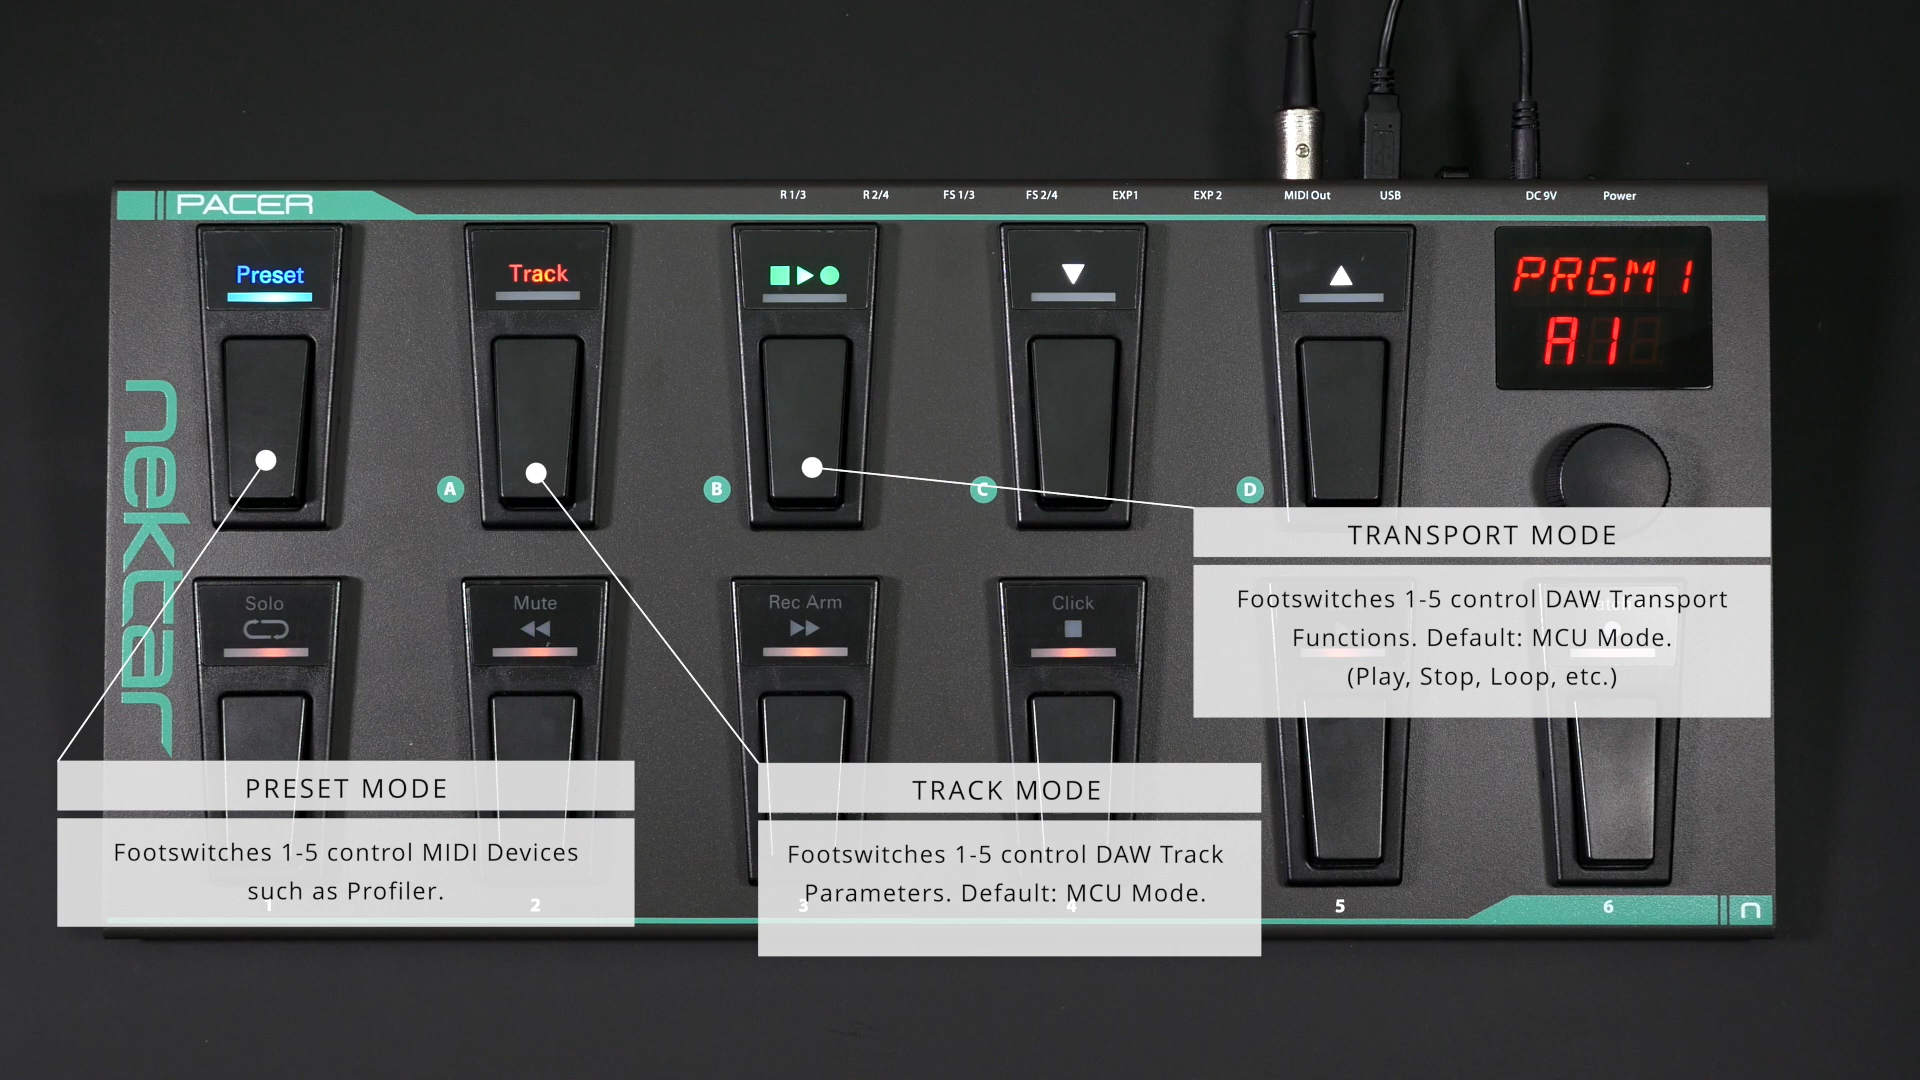 PACER
R 1/3 R 2/4 FS 1/3 FS 2/4 EXP1 EXP 2 MIDI Out USB DC 9V Power
Preset
Track
PRGM 1
A1
nektar
A B C D
TRANSPORT MODE
Footswitches 1-5 control DAW Transport
Functions. Default: MCU Mode.
(Play, Stop, Loop, etc.)
Solo
Mute
Rec Arm
Click
PRESET MODE
Footswitches 1-5 control MIDI Devices
such as Profiler.
TRACK MODE
Footswitches 1-5 control DAW Track
Parameters. Default: MCU Mode.
1 2 3 4 5 6 n